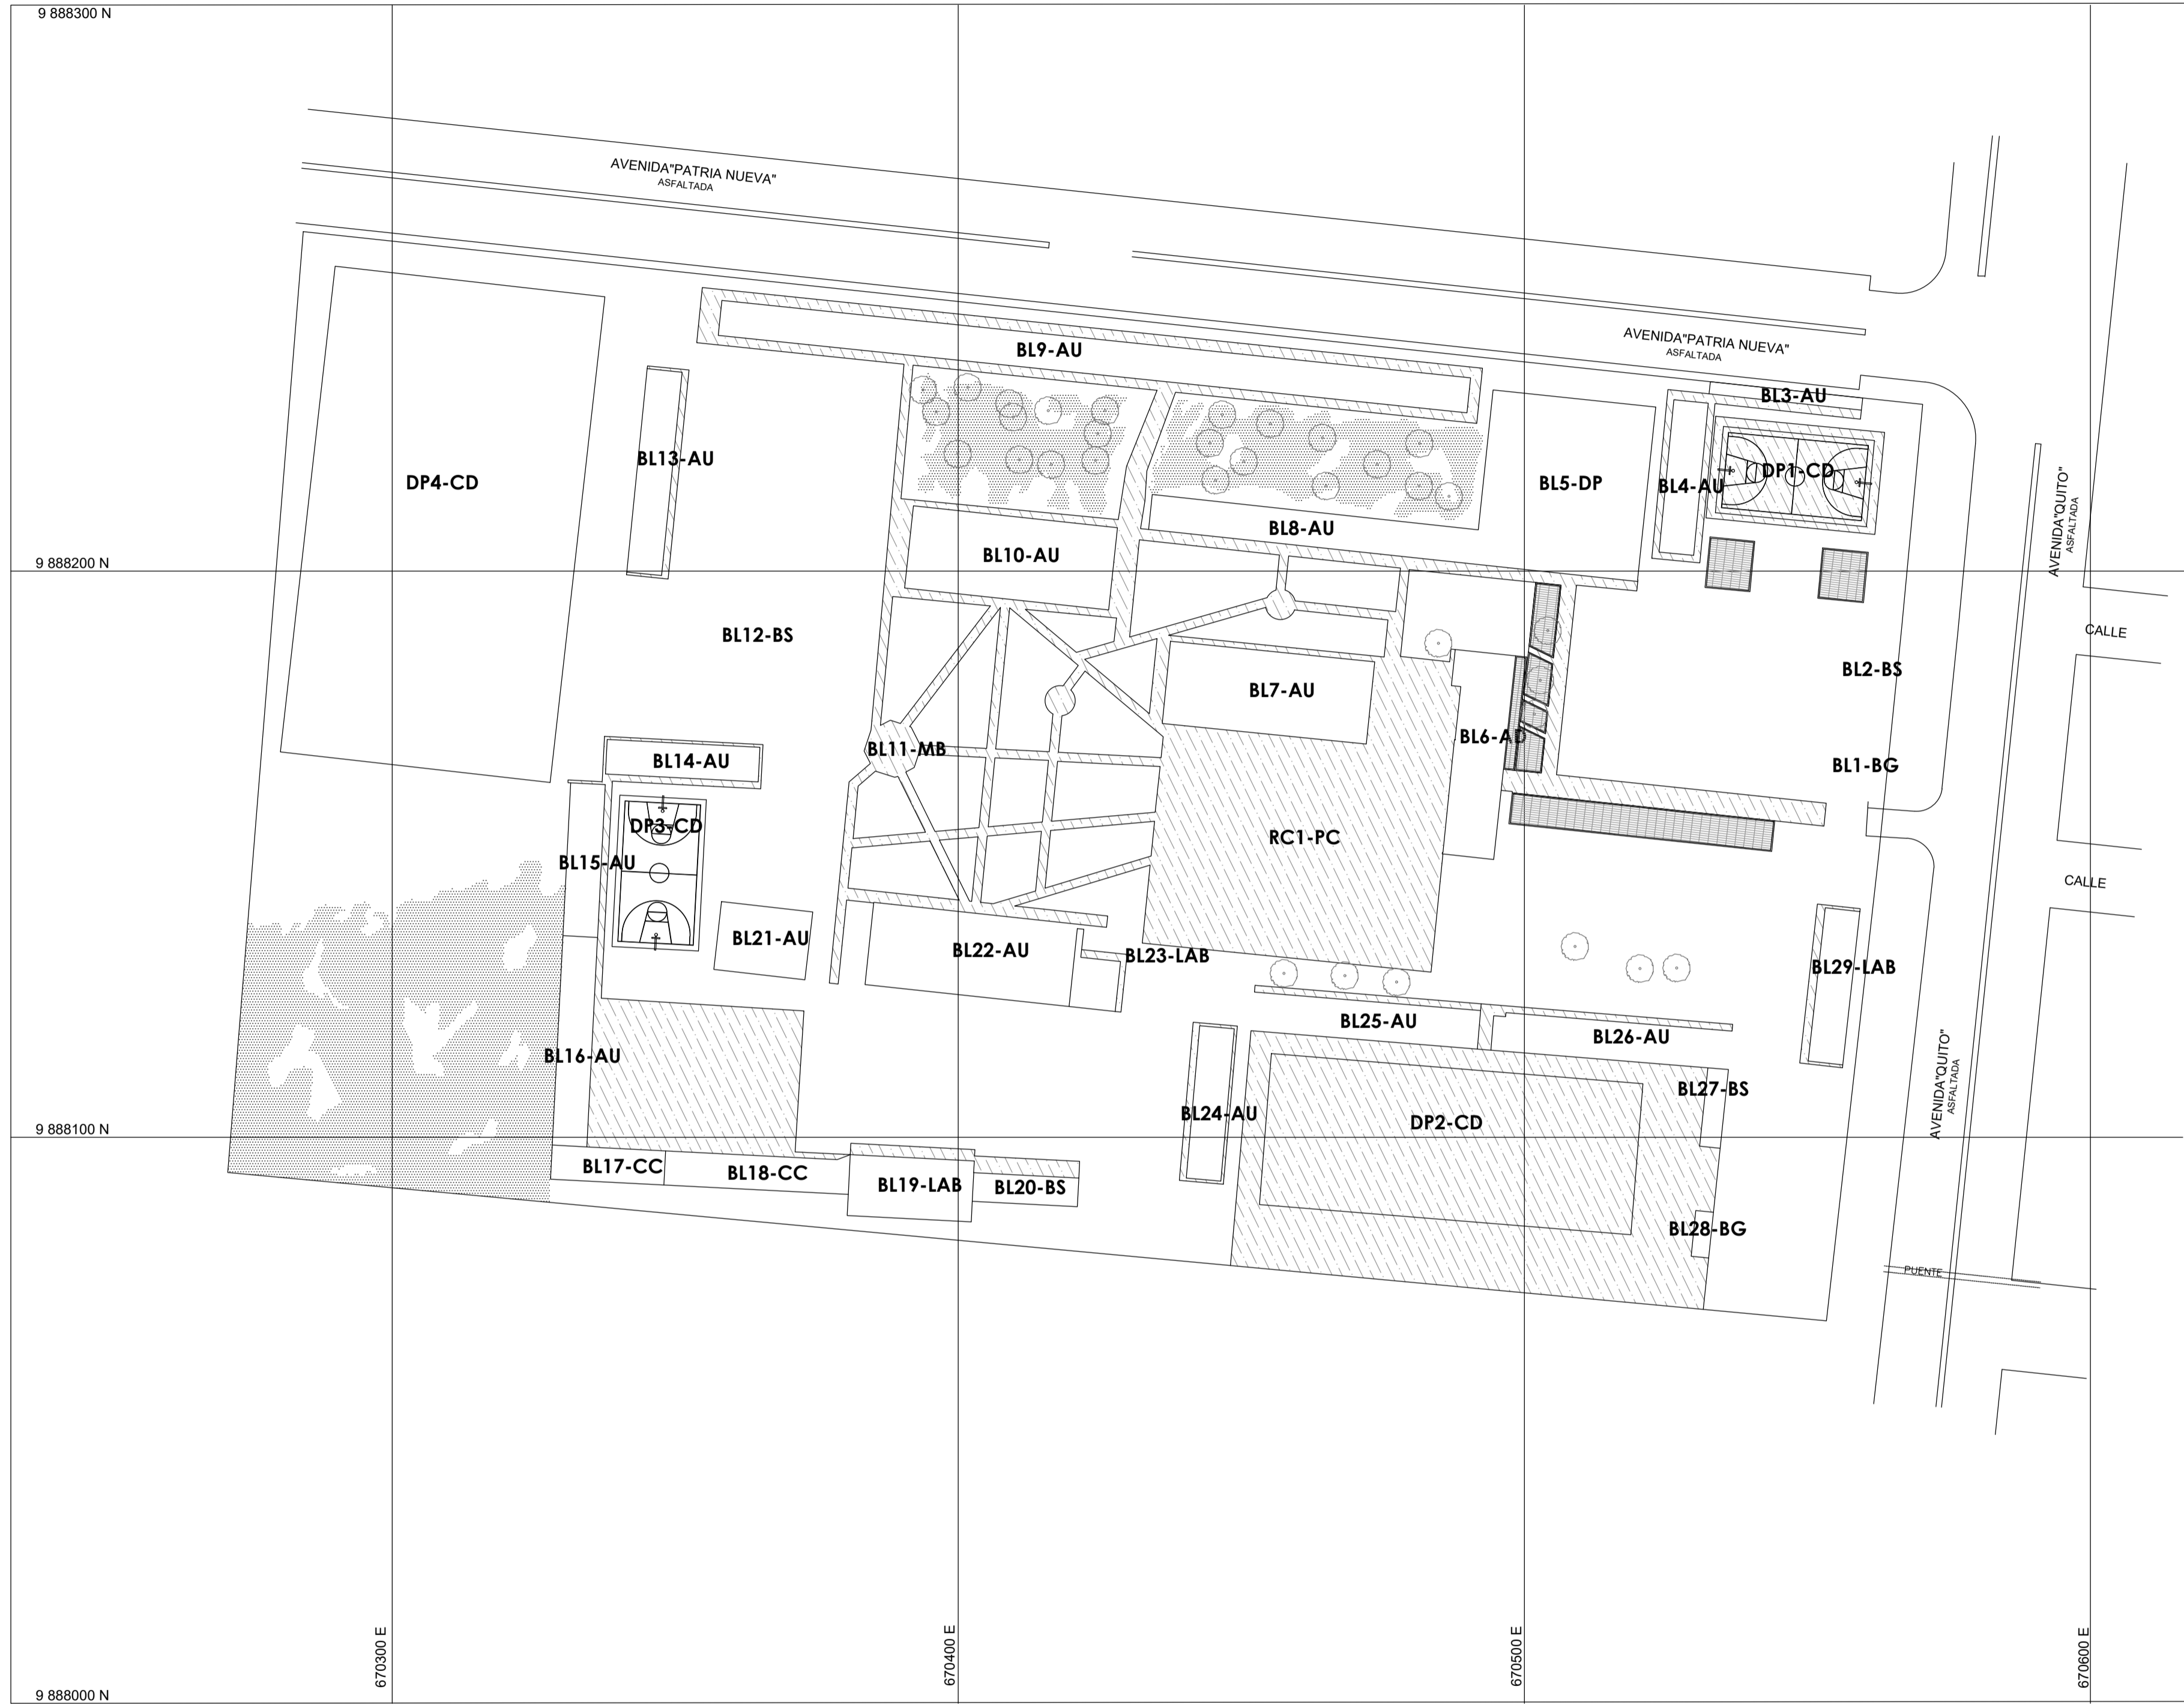 9 888300 N
AVENIDA"PATRIA NUEVA"
ASFALTADA
AVENIDA"PATRIA NUEVA"
ASFALTADA
BL9-AU
BL3-AU
BL13-AU
DP1-CD
DP4-CD
BL5-DP
BL4-AU
AVENIDA"QUITO"
ASFALTADA
BL8-AU
BL10-AU
9 888200 N
BL12-BS
CALLE
BL2-BS
BL7-AU
BL6-AD
BL11-MB
BL14-AU
BL1-BG
DP3-CD
RC1-PC
BL15-AU
CALLE
BL21-AU
BL22-AU
BL23-LAB
BL29-LAB
BL25-AU
BL26-AU
BL16-AU
AVENIDA"QUITO"
ASFALTADA
BL27-BS
BL24-AU
DP2-CD
9 888100 N
BL17-CC
BL18-CC
BL19-LAB
BL20-BS
BL28-BG
PUENTE
670300 E
670400 E
670500 E
670600 E
9 888000 N